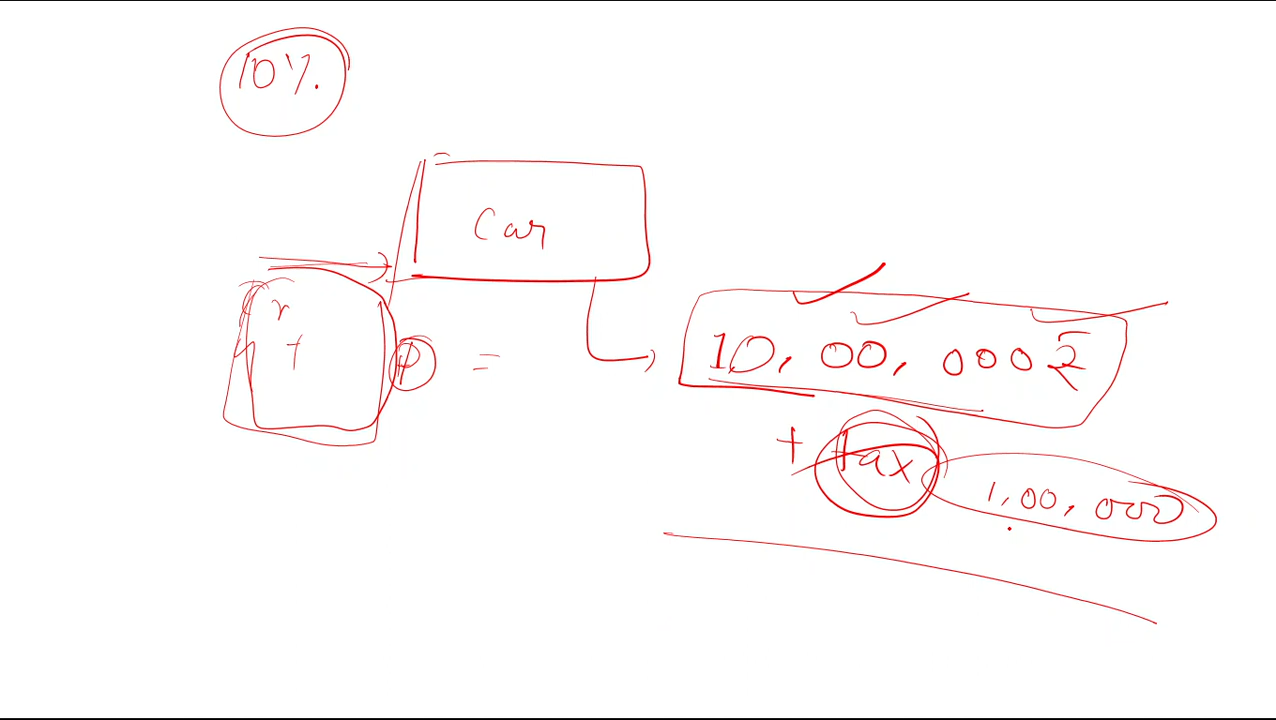 10%.
Car
r
+
P =
10,00,000 ₹
+ tax 1,00,000